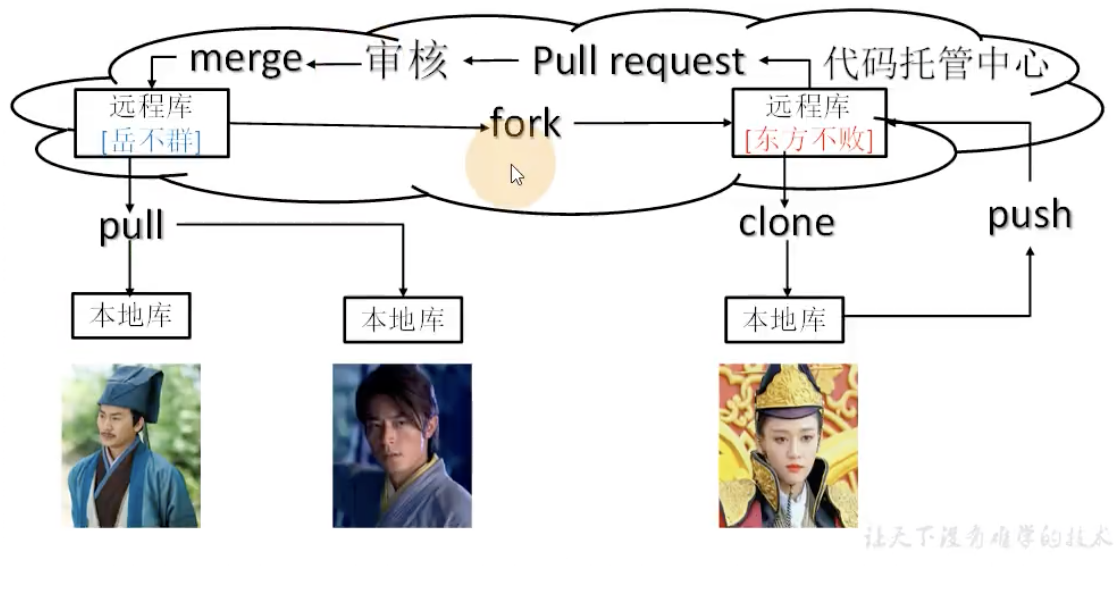 merge
审核
Pull request
代码托管中心
远程库
[岳不群]
fork
远程库
[东方不败]
pull
clone
push
本地库
本地库
本地库
让天下没有难学的技术